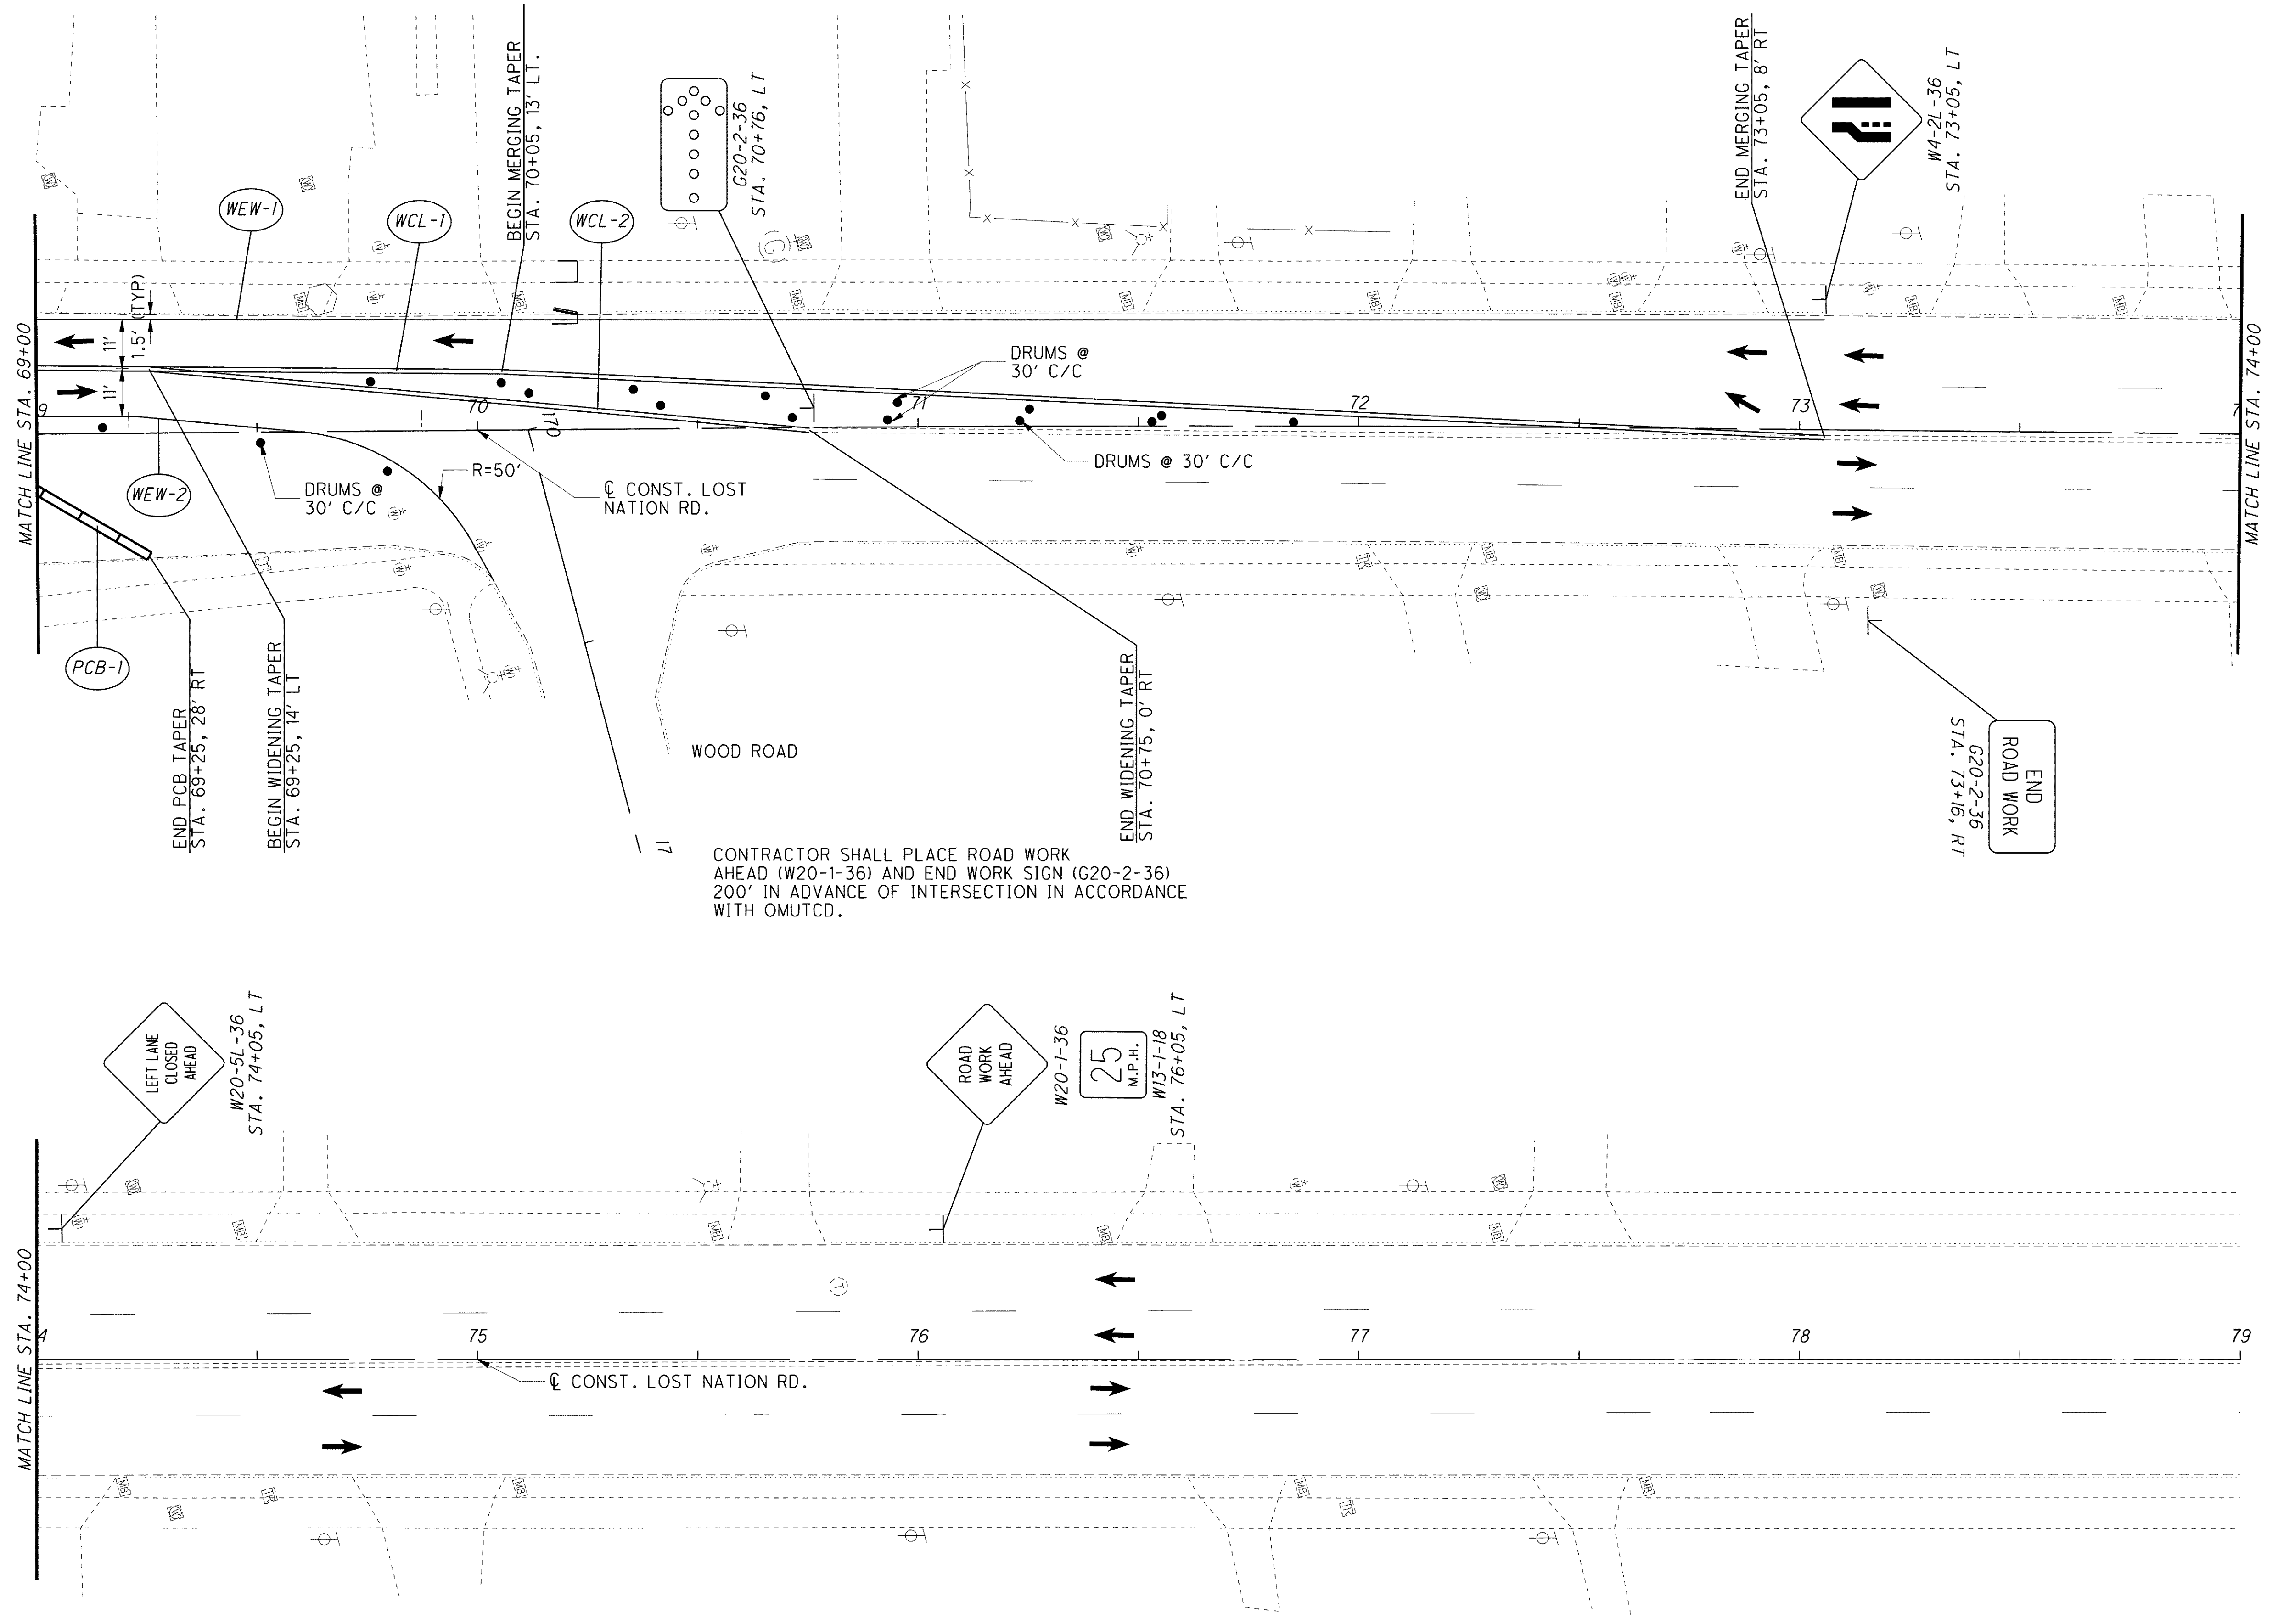 BEGIN MERGING TAPER
STA. 70+05, 13' LT.
G20-2-36
STA. 70+76, LT
END MERGING TAPER
STA. 73+05, 8' RT
W4-2L-36
STA. 73+05, LT
WEW-1
WCL-1
WCL-2
MATCH LINE STA. 69+00
11'
1.5' (TYP)
11'
DRUMS @
30' C/C
MATCH LINE STA. 74+00
9
70
170
71
72
73
7
WEW-2
DRUMS @
30' C/C
R=50'
℄ CONST. LOST
NATION RD.
DRUMS @ 30' C/C
PCB-1
END PCB TAPER
STA. 69+25, 28' RT
BEGIN WIDENING TAPER
STA. 69+25, 14' LT
WOOD ROAD
END WIDENING TAPER
STA. 70+75, 0' RT
END
ROAD WORK
G20-2-36
STA. 73+16, RT
17
CONTRACTOR SHALL PLACE ROAD WORK
AHEAD (W20-1-36) AND END WORK SIGN (G20-2-36)
200' IN ADVANCE OF INTERSECTION IN ACCORDANCE
WITH OMUTCD.
LEFT LANE
CLOSED
AHEAD
W20-5L-36
STA. 74+05, LT
ROAD
WORK
AHEAD
W20-1-36
25
M.P.H.
W13-1-18
STA. 76+05, LT
MATCH LINE STA. 74+00
4
75
76
77
78
79
℄ CONST. LOST NATION RD.